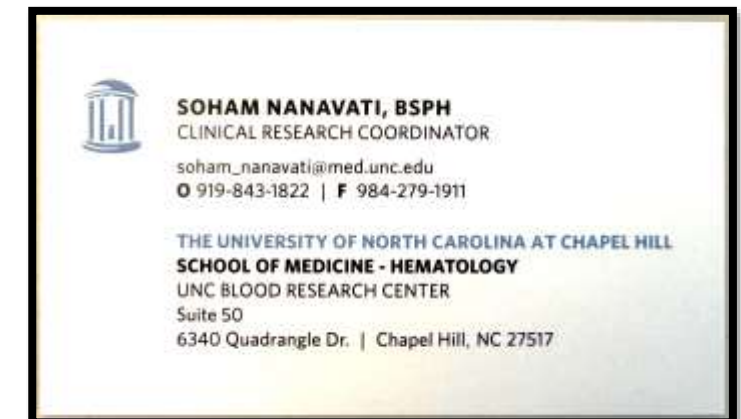 SOHAM NANAVATI, BSPH
CLINICAL RESEARCH COORDINATOR
soham_nanavati@med.unc.edu
O 919-843-1822 | F 984-279-1911
THE UNIVERSITY OF NORTH CAROLINA AT CHAPEL HILL
SCHOOL OF MEDICINE - HEMATOLOGY
UNC BLOOD RESEARCH CENTER
Suite 50
6340 Quadrangle Dr. | Chapel Hill, NC 27517